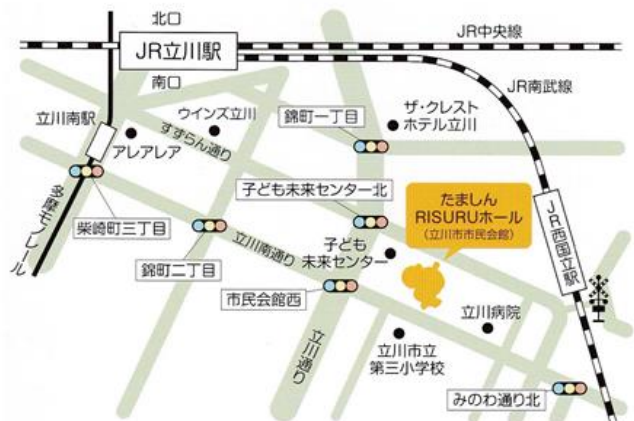 北口
JR立川駅
南口
JR中央線
JR南武線
立川南駅
アレアレア
ウインズ立川
すずらん通り
錦町一丁目
ザ・クレスト
ホテル立川
多摩モノレール
柴崎町三丁目
子ども未来センター北
たましん
RISURUホール
(立川市市民会館)
JR西国立駅
錦町二丁目
立川南通り
子ども
未来センター
市民会館西
立川通り
立川病院
立川市立
第三小学校
みのわ通り北